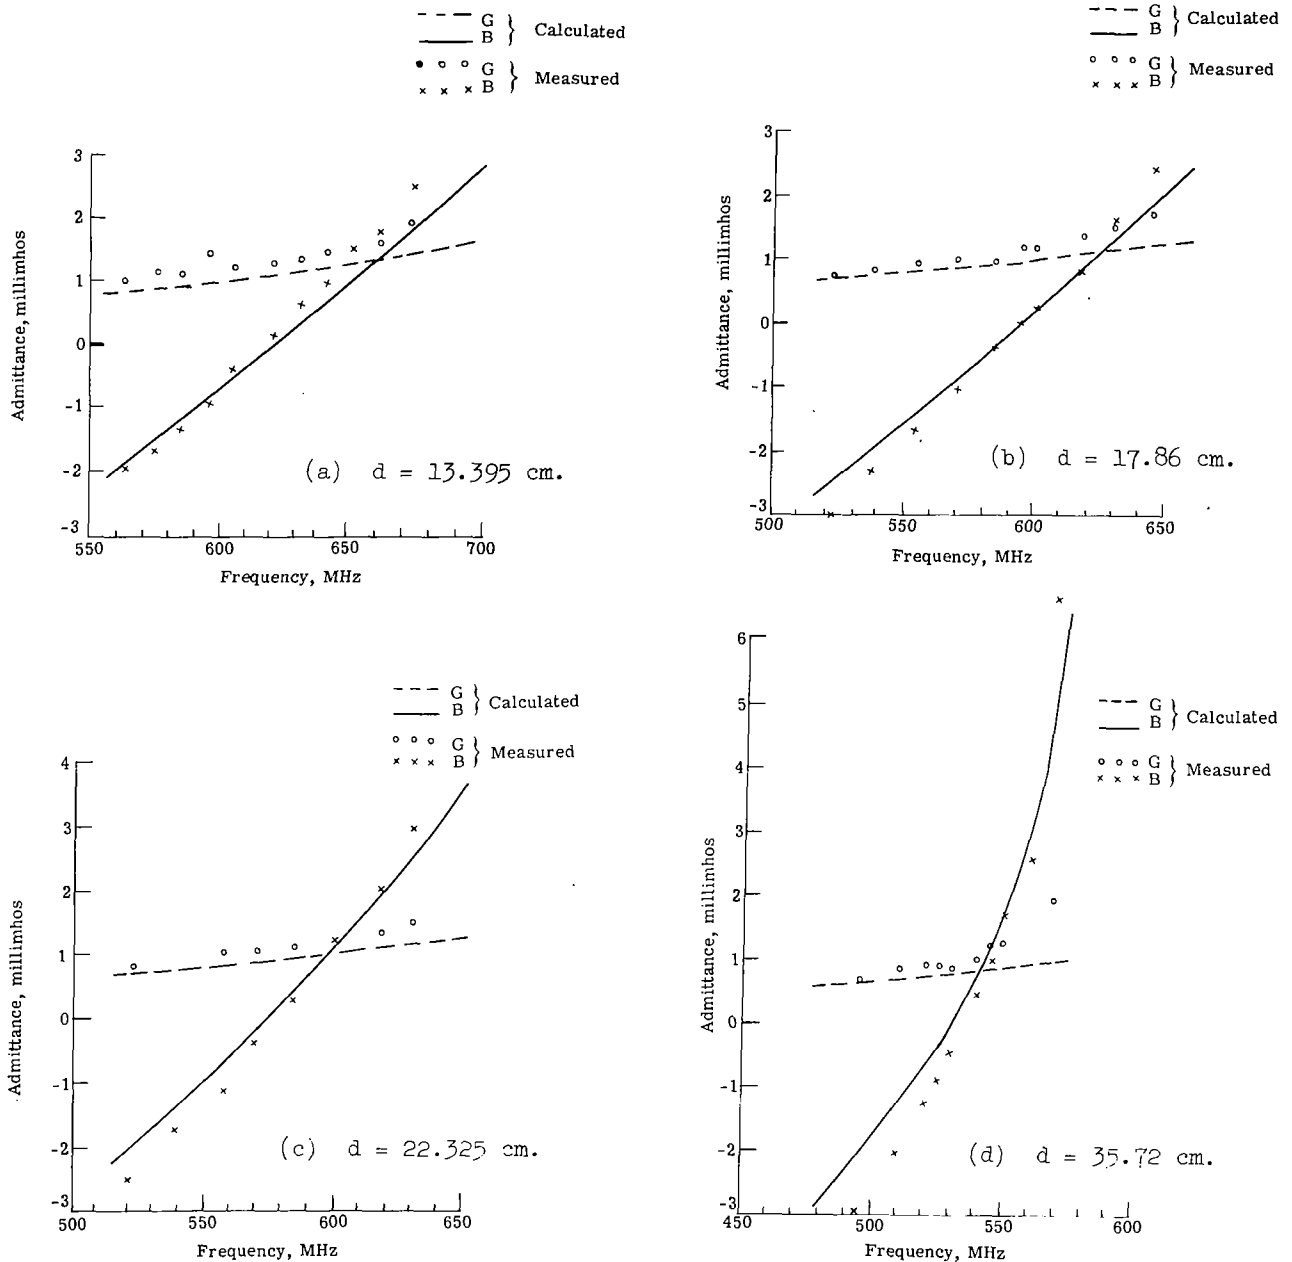 G
B } Calculated
G
B } Measured
Admittance, millimhos
3
2
1
0
-1
-2
-3
550 600 650 700
Frequency, MHz
(a) d = 13.395 cm.
G
B } Calculated
G
B } Measured
Admittance, millimhos
3
2
1
0
-1
-2
-3
500 550 600 650
Frequency, MHz
(b) d = 17.86 cm.
G
B } Calculated
G
B } Measured
Admittance, millimhos
4
3
2
1
0
-1
-2
-3
500 550 600 650
Frequency, MHz
(c) d = 22.325 cm.
G
B } Calculated
G
B } Measured
Admittance, millimhos
6
5
4
3
2
1
0
-1
-2
-3
450 500 550 600
Frequency, MHz
(d) d = 35.72 cm.